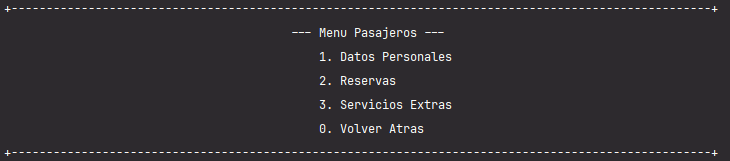 +----------------------------------------------------------------------------------------------------+
--- Menu Pasajeros ---
1. Datos Personales
2. Reservas
3. Servicios Extras
0. Volver Atras
+----------------------------------------------------------------------------------------------------+